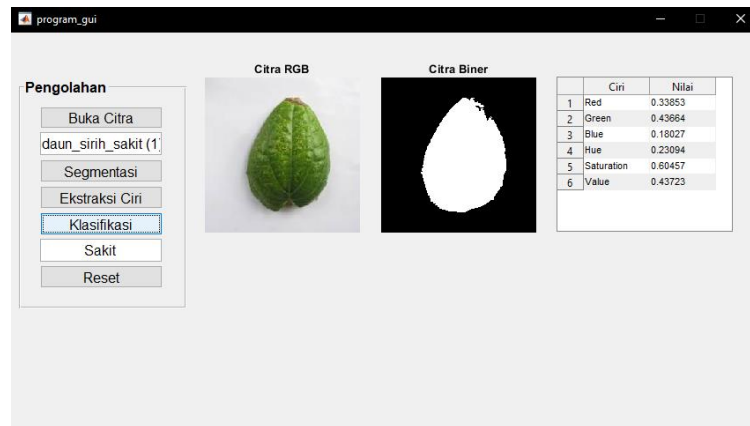 program_gui
Pengolahan
Buka Citra
daun_sirih_sakit (1)
Segmentasi
Ekstraksi Ciri
Klasifikasi
Sakit
Reset
Citra RGB
Citra Biner
Ciri Nilai
1 Red 0.33853
2 Green 0.43664
3 Blue 0.18027
4 Hue 0.23094
5 Saturation 0.60457
6 Value 0.43723